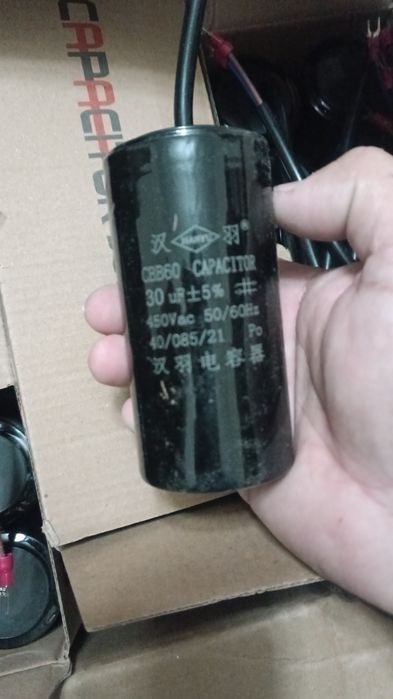 CAPACITOR
汉 HANYU 羽®
CBB60 CAPACITOR
30 uF±5%
450Vac 50/60Hz
40/085/21 Po
汉羽电容器